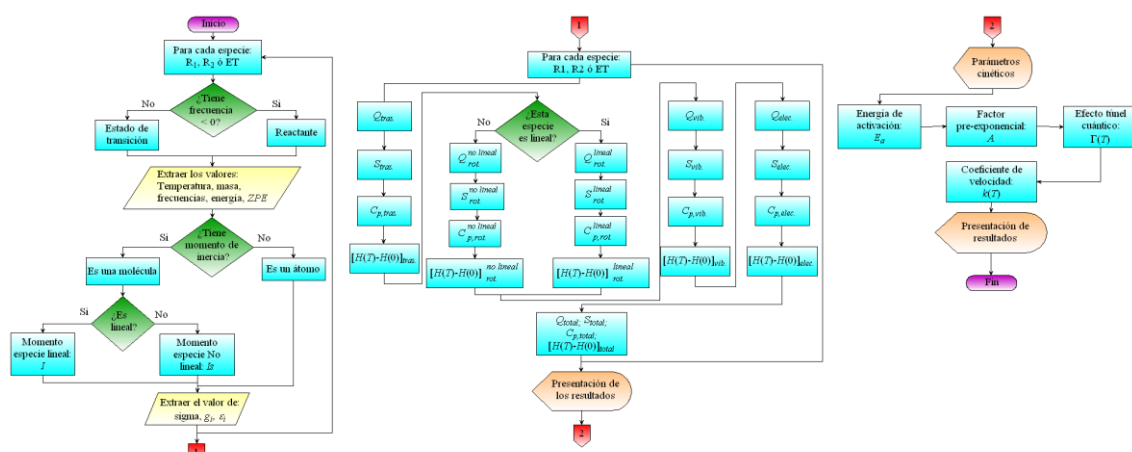 Inicio
Para cada especie:
R₁, R₂ ó ET
¿Tiene
frecuencia
< 0?
No
Si
Estado de
transición
Reactante
Extraer los valores:
Temperatura, masa,
frecuencias, energía, ZPE
¿Tiene
momento de
inercia?
Si
No
Es una molécula
Es un átomo
¿Es
lineal?
Si
No
Momento
especie lineal:
I
Momento
especie No
lineal: Is
Extraer el valor de:
sigma, gᵢ, εᵢ
1
1
Para cada especie:
R1, R2 ó ET
Qtras.
Stras.
Cp,tras.
[H(T)-H(0)]tras.
¿Esta
especie
es lineal?
No
Si
Q no lineal rot.
S no lineal rot.
Cp,rot no lineal
[H(T)-H(0)] no lineal rot.
Q lineal rot.
S lineal rot.
Cp,rot. lineal
[H(T)-H(0)] lineal rot.
Qvib.
Svib.
Cp,vib.
[H(T)-H(0)]vib.
Qelec.
Selec.
Cp,elec.
[H(T)-H(0)]elec.
Qtotal; Stotal;
Cp,total;
[H(T)-H(0)]total
Presentación de
los resultados
2
2
Parámetros
cinéticos
Energía de
activación:
Ea
Factor
pre-exponencial:
A
Efecto túnel
cuántico:
Γ(T)
Coeficiente de
velocidad:
k(T)
Presentación de
resultados
Fin